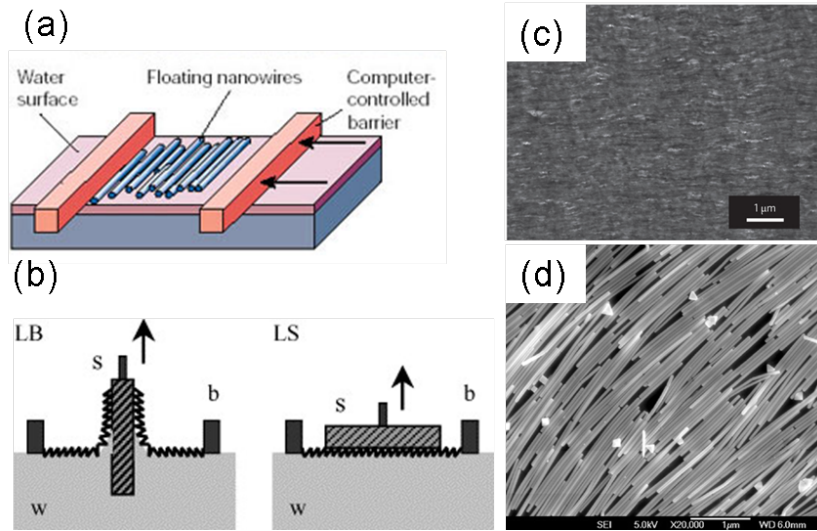 (a)
Water
surface
Floating nanowires
Computer-
controlled
barrier
(b)
LB
S
b
W
LS
S
b
W
(c)
1 μm
(d)
SEI 5.0kV X20,000 1μm WD 6.0mm